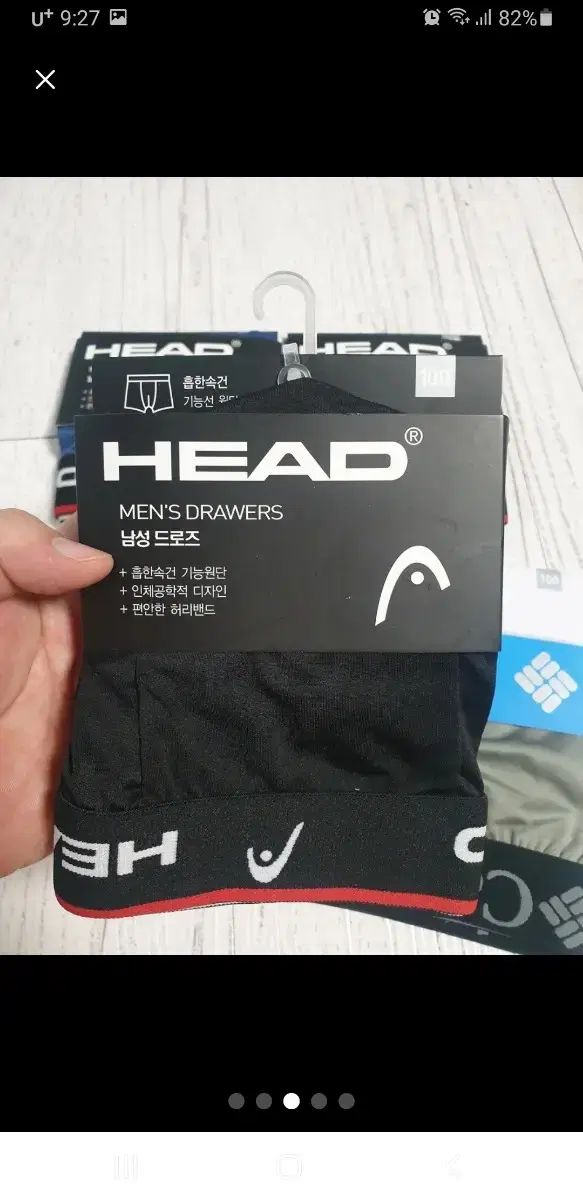 U+ 9:27
82%
HEAD
HEAD
100
흡한속건
기능선
HEAD®
MEN'S DRAWERS
남성 드로즈
+ 흡한속건 기능원단
+ 인체공학적 디자인
+ 편안한 허리밴드
100
HEAD